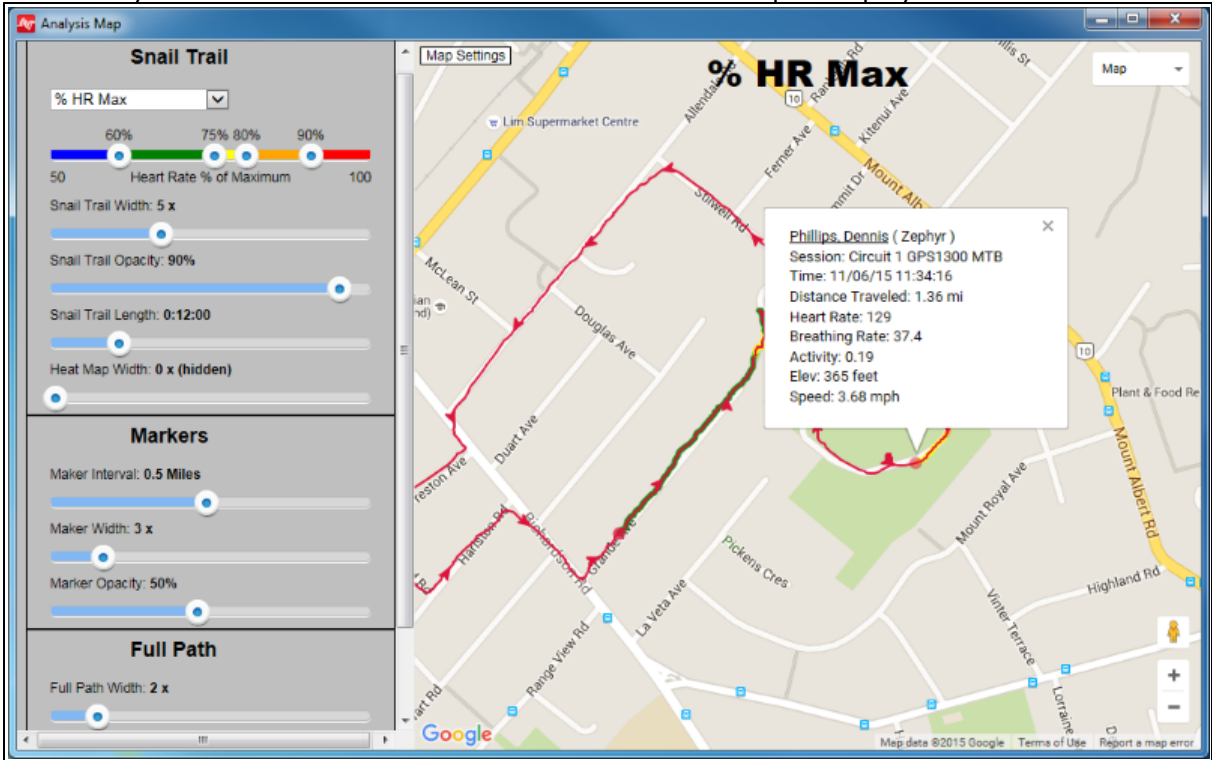 Analysis Map
Snail Trail
% HR Max
60% 75% 80% 90%
50 Heart Rate % of Maximum 100
Snail Trail Width: 5 x
Snail Trail Opacity: 90%
Snail Trail Length: 0:12:00
Heat Map Width: 0 x (hidden)
Markers
Maker Interval: 0.5 Miles
Maker Width: 3 x
Marker Opacity: 50%
Full Path
Full Path Width: 2 x
Map Settings
% HR Max
Map
10
Lim Supermarket Centre
Ferner Ave
Kitenui Ave
Mount Alb
Stilwell Rd
McLean St
Douglas Ave
Duart Ave
Phillips, Dennis ( Zephyr )
Session: Circuit 1 GPS1300 MTB
Time: 11/06/15 11:34:16
Distance Traveled: 1.36 mi
Heart Rate: 129
Breathing Rate: 37.4
Activity: 0.19
Elev: 365 feet
Speed: 3.68 mph
10
Plant & Food Re
Mount Albert Rd
Mount Royal Ave
Richardson Rd
Pickens Cres
La Veta Ave
Range View Rd
Highland Rd
Vinter Terrace
Lorraine
Google
Map data ©2015 Google Terms of Use Report a map error